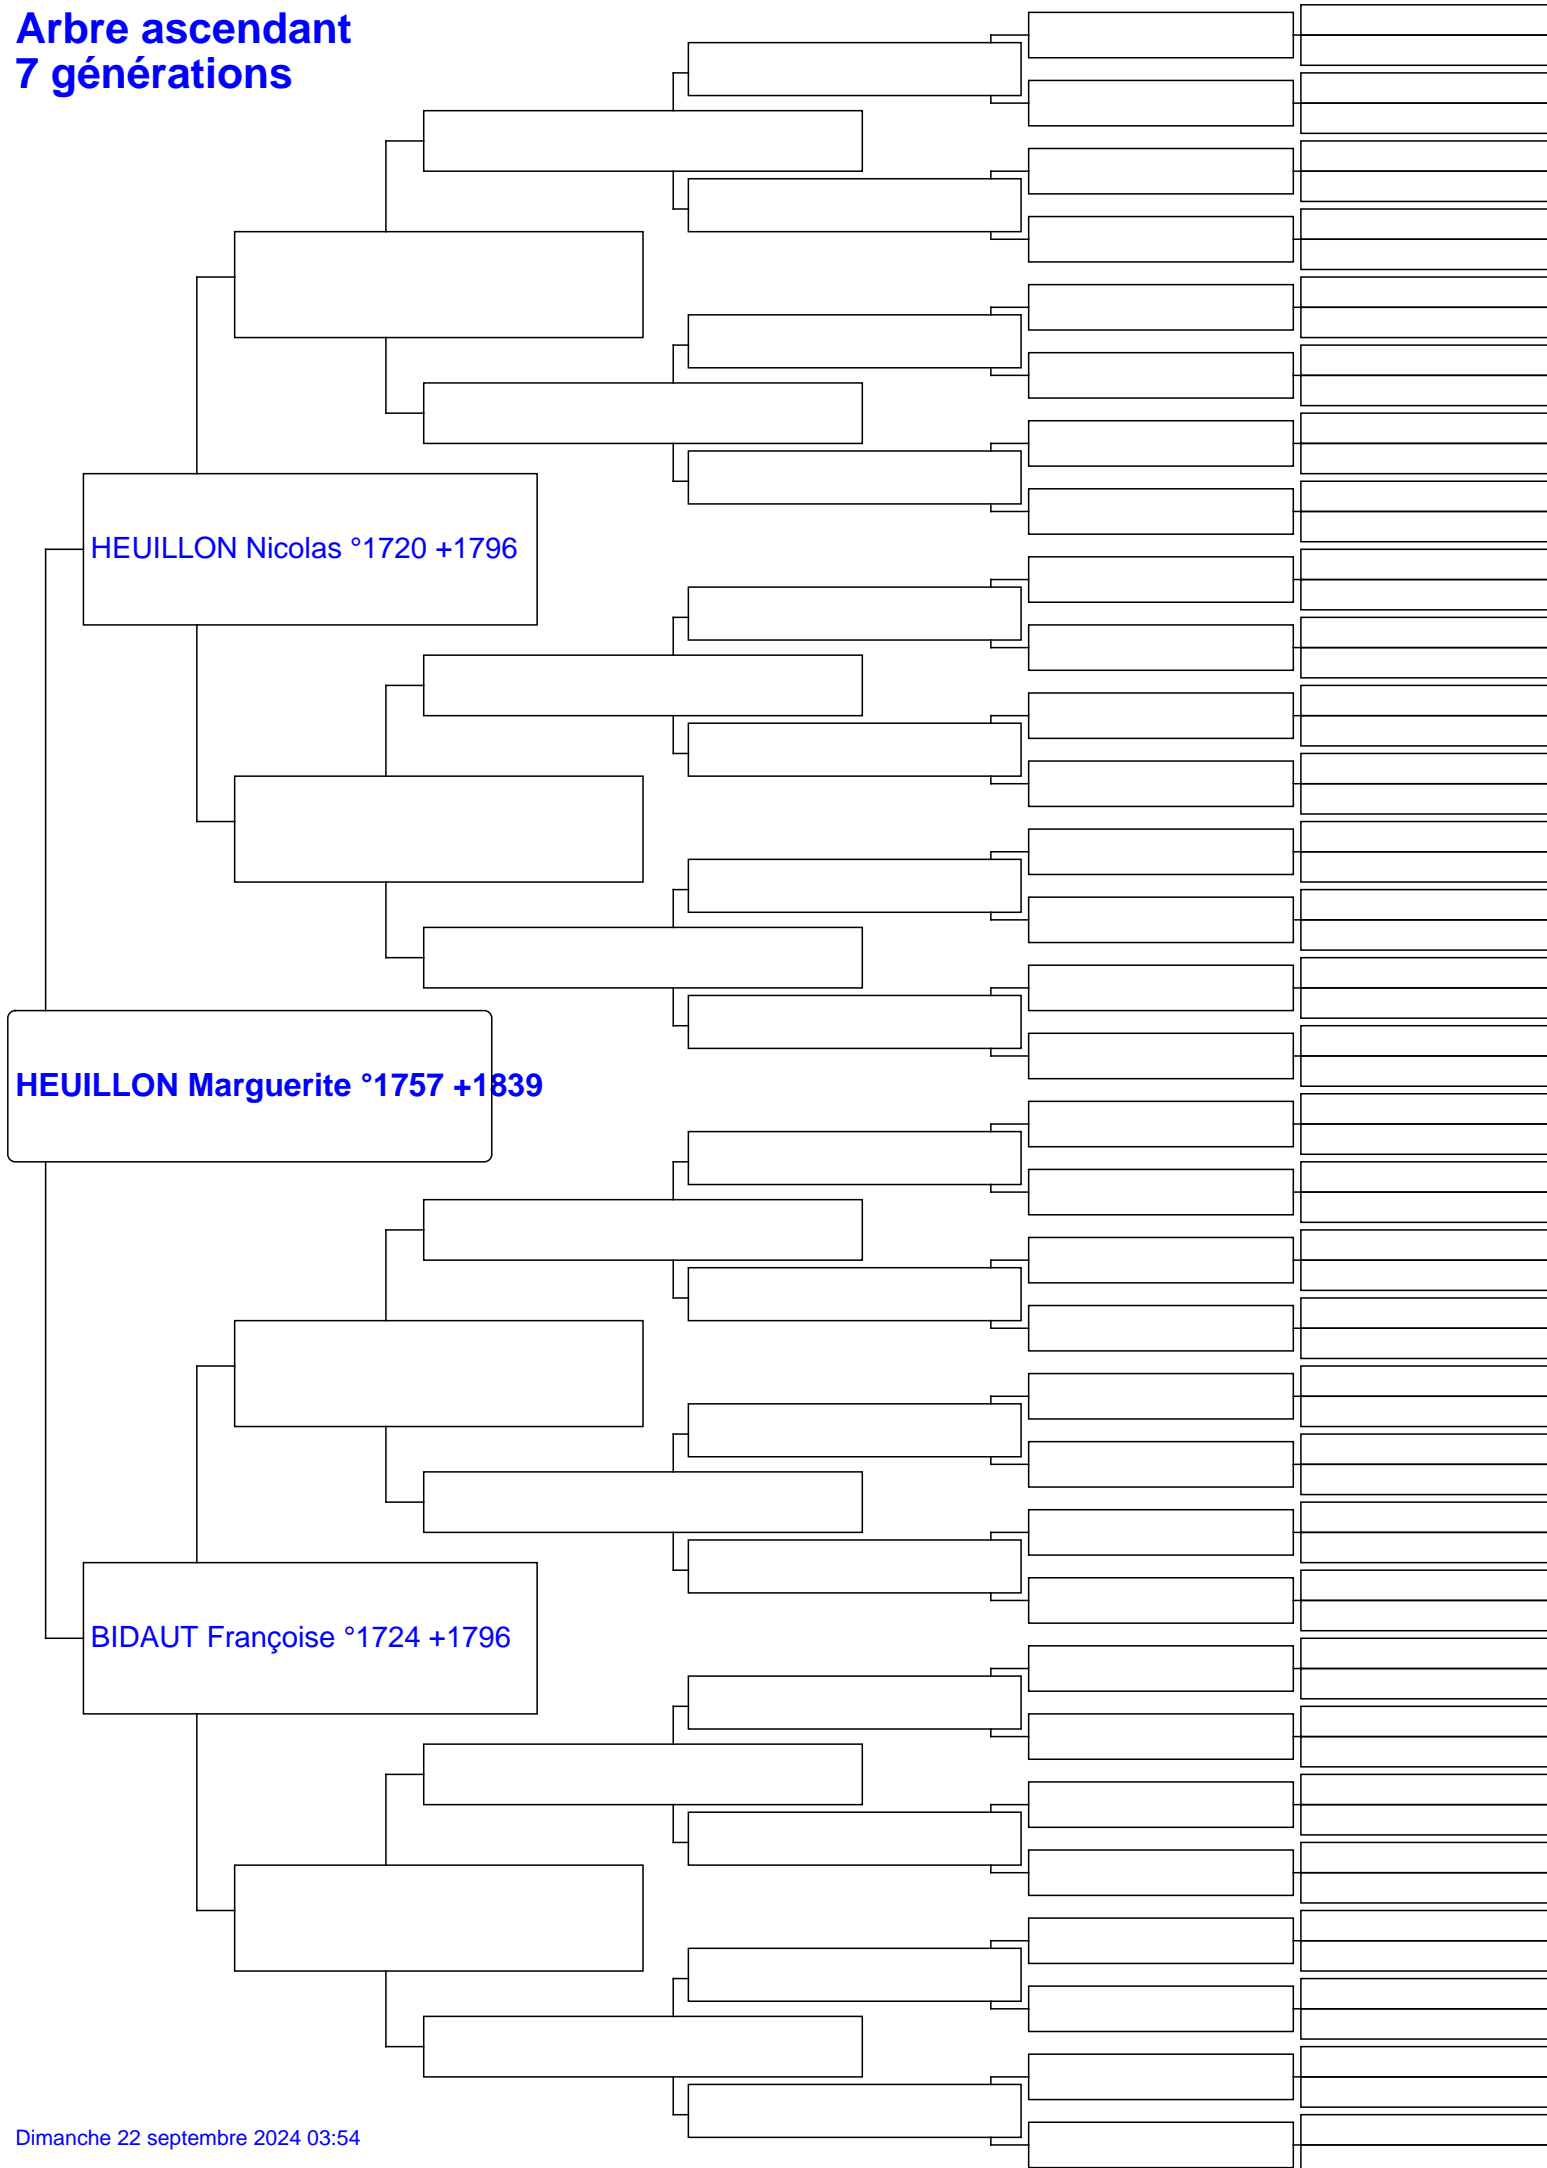 Arbre ascendant
7 générations
HEUILLON Nicolas °1720 +1796
HEUILLON Marguerite °1757 +1839
BIDAUT Françoise °1724 +1796
Dimanche 22 septembre 2024 03:54